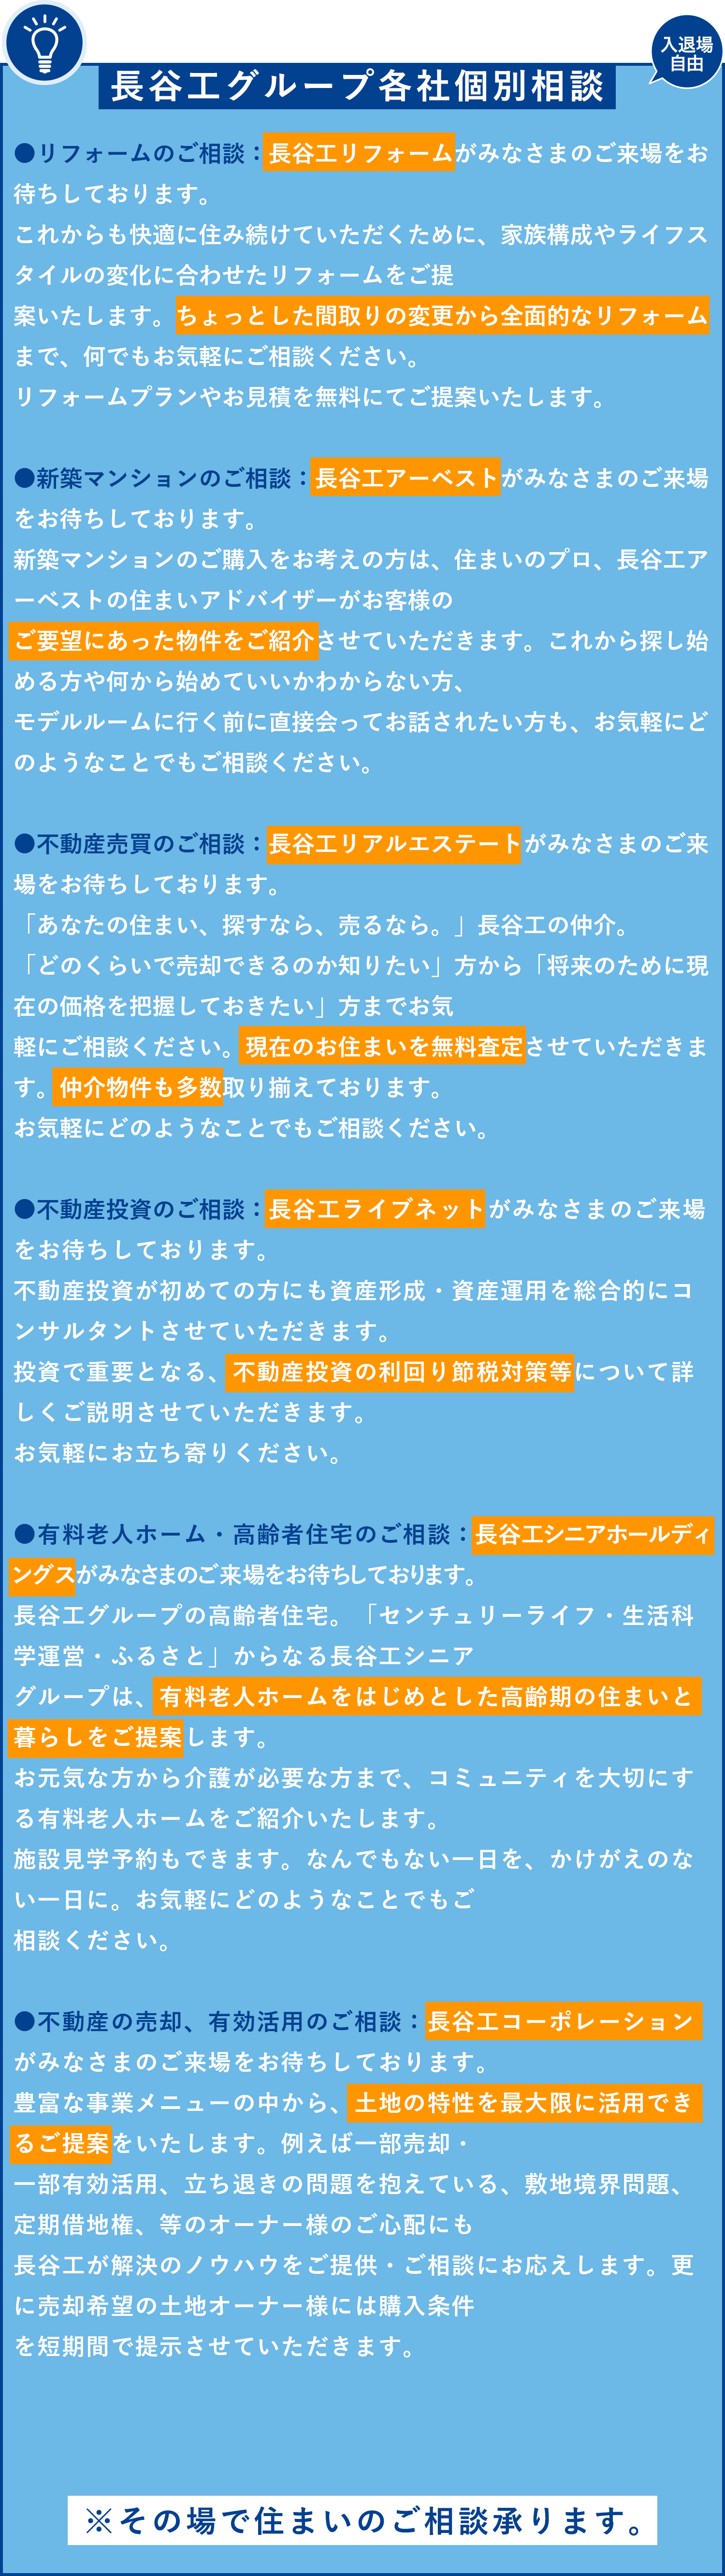 入退場
自由
長谷工グループ各社個別相談
●リフォームのご相談：長谷工リフォームがみなさまのご来場をお
待ちしております。
これからも快適に住み続けていただくために、家族構成やライフス
タイルの変化に合わせたリフォームをご提
案いたします。ちょっとした間取りの変更から全面的なリフォーム
まで、何でもお気軽にご相談ください。
リフォームプランやお見積を無料にてご提案いたします。
●新築マンションのご相談：長谷工アーベストがみなさまのご来場
をお待ちしております。
新築マンションのご購入をお考えの方は、住まいのプロ、長谷工ア
ーベストの住まいアドバイザーがお客様の
ご要望にあった物件をご紹介させていただきます。これから探し始
める方や何から始めていいかわからない方、
モデルルームに行く前に直接会ってお話されたい方も、お気軽にど
のようなことでもご相談ください。
●不動産売買のご相談：長谷工リアルエステートがみなさまのご来
場をお待ちしております。
「あなたの住まい、探すなら、売るなら。」長谷工の仲介。
「どのくらいで売却できるのか知りたい」方から「将来のために現
在の価格を把握しておきたい」方までお気
軽にご相談ください。現在のお住まいを無料査定させていただきま
す。仲介物件も多数取り揃えております。
お気軽にどのようなことでもご相談ください。
●不動産投資のご相談：長谷工ライブネットがみなさまのご来場
をお待ちしております。
不動産投資が初めての方にも資産形成・資産運用を総合的にコ
ンサルタントさせていただきます。
投資で重要となる、不動産投資の利回り節税対策等について詳
しくご説明させていただきます。
お気軽にお立ち寄りください。
●有料老人ホーム・高齢者住宅のご相談：長谷工シニアホールディ
ングスがみなさまのご来場をお待ちしております。
長谷工グループの高齢者住宅。「センチュリーライフ・生活科
学運営・ふるさと」からなる長谷工シニア
グループは、有料老人ホームをはじめとした高齢期の住まいと
暮らしをご提案します。
お元気な方から介護が必要な方まで、コミュニティを大切にす
る有料老人ホームをご紹介いたします。
施設見学予約もできます。なんでもない一日を、かけがえのな
い一日に。お気軽にどのようなことでもご
相談ください。
●不動産の売却、有効活用のご相談：長谷工コーポレーション
がみなさまのご来場をお待ちしております。
豊富な事業メニューの中から、土地の特性を最大限に活用でき
るご提案をいたします。例えば一部売却・
一部有効活用、立ち退きの問題を抱えている、敷地境界問題、
定期借地権、等のオーナー様のご心配にも
長谷工が解決のノウハウをご提供・ご相談にお応えします。更
に売却希望の土地オーナー様には購入条件
を短期間で提示させていただきます。
※その場で住まいのご相談承ります。